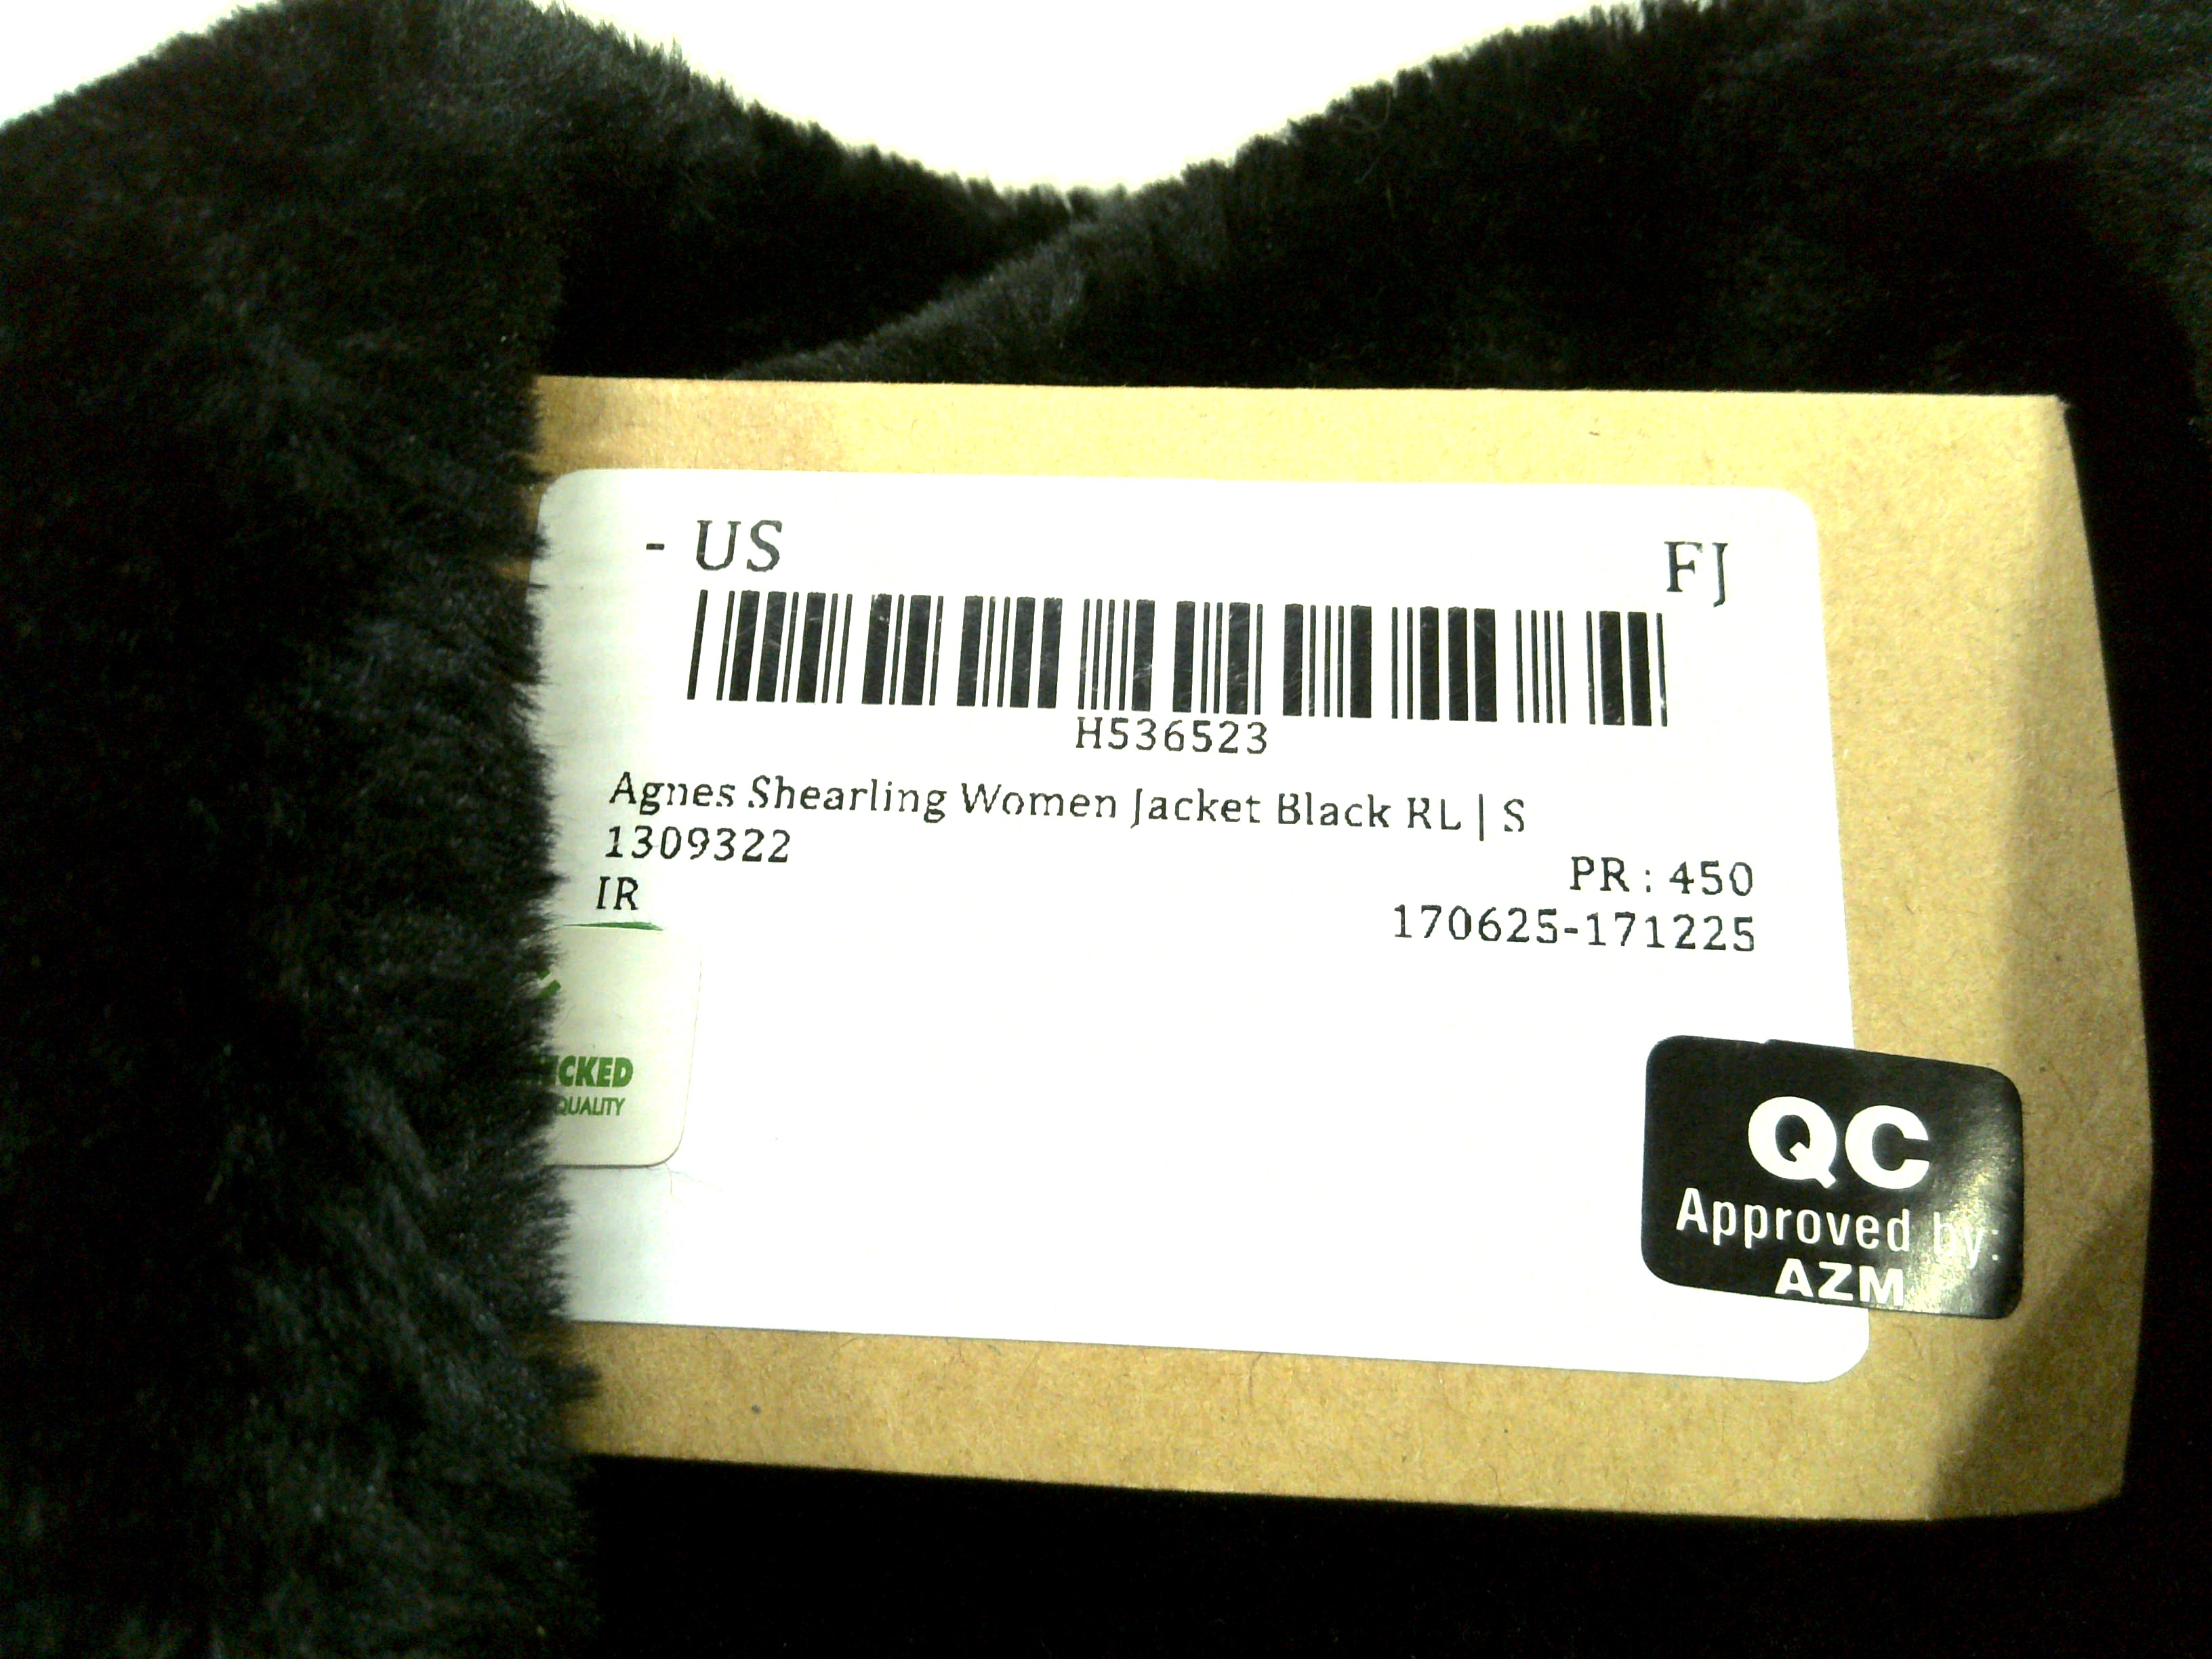 - US FJ
H536523
Agnes Shearling Women Jacket Black RL | S
1309322
PR : 450
IR
170625-171225
CKED
QUALITY
QC
Approved by:
AZM